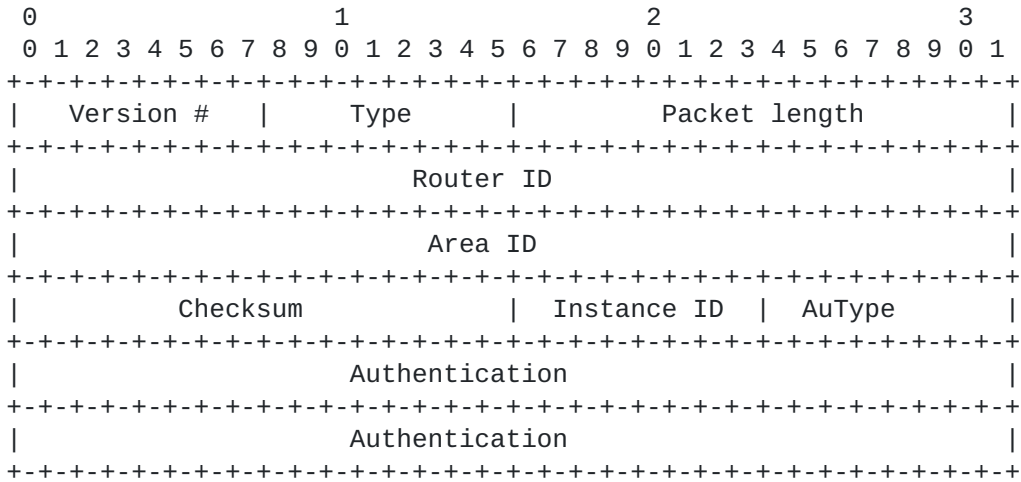 0                   1                   2                   3
 0 1 2 3 4 5 6 7 8 9 0 1 2 3 4 5 6 7 8 9 0 1 2 3 4 5 6 7 8 9 0 1
+-+-+-+-+-+-+-+-+-+-+-+-+-+-+-+-+-+-+-+-+-+-+-+-+-+-+-+-+-+-+-+-+
|   Version #   |     Type      |         Packet length         |
+-+-+-+-+-+-+-+-+-+-+-+-+-+-+-+-+-+-+-+-+-+-+-+-+-+-+-+-+-+-+-+-+
|                         Router ID                             |
+-+-+-+-+-+-+-+-+-+-+-+-+-+-+-+-+-+-+-+-+-+-+-+-+-+-+-+-+-+-+-+-+
|                          Area ID                              |
+-+-+-+-+-+-+-+-+-+-+-+-+-+-+-+-+-+-+-+-+-+-+-+-+-+-+-+-+-+-+-+-+
|          Checksum             |  Instance ID  |  AuType       |
+-+-+-+-+-+-+-+-+-+-+-+-+-+-+-+-+-+-+-+-+-+-+-+-+-+-+-+-+-+-+-+-+
|                     Authentication                            |
+-+-+-+-+-+-+-+-+-+-+-+-+-+-+-+-+-+-+-+-+-+-+-+-+-+-+-+-+-+-+-+-+
|                     Authentication                            |
+-+-+-+-+-+-+-+-+-+-+-+-+-+-+-+-+-+-+-+-+-+-+-+-+-+-+-+-+-+-+-+-+